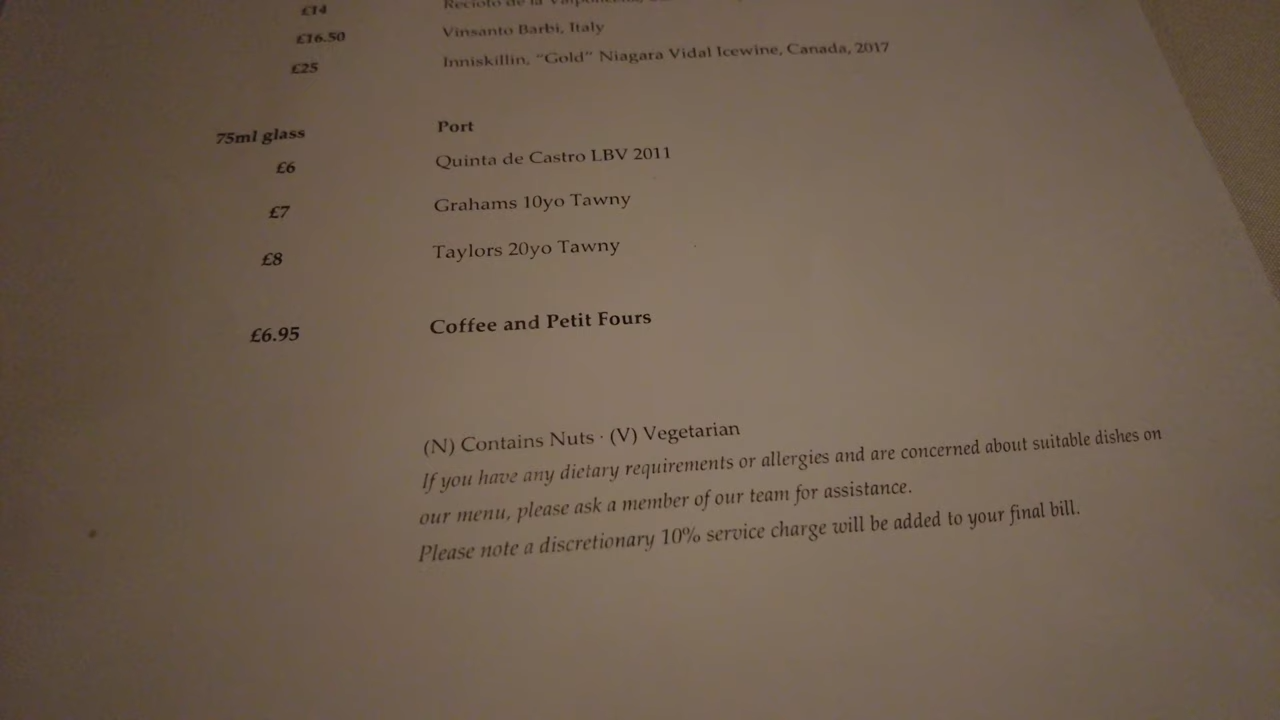 £14 Recioto de la
£16.50 Vinsanto Barbi, Italy
£25 Inniskillin, “Gold” Niagara Vidal Icewine, Canada, 2017
75ml glass Port
£6 Quinta de Castro LBV 2011
£7 Grahams 10yo Tawny
£8 Taylors 20yo Tawny
£6.95 Coffee and Petit Fours
(N) Contains Nuts · (V) Vegetarian
If you have any dietary requirements or allergies and are concerned about suitable dishes on
our menu, please ask a member of our team for assistance.
Please note a discretionary 10% service charge will be added to your final bill.